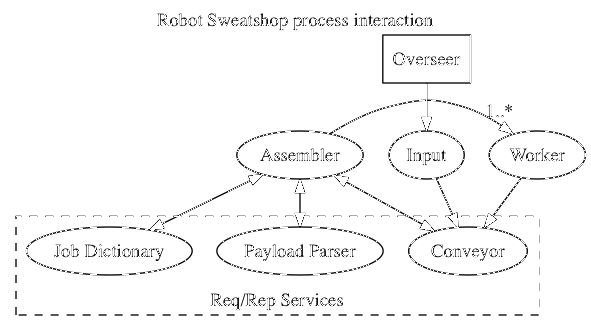 Robot Sweatshop process interaction
Overseer
1..*
Assembler
Input
Worker
Job Dictionary
Payload Parser
Conveyor
Req/Rep Services